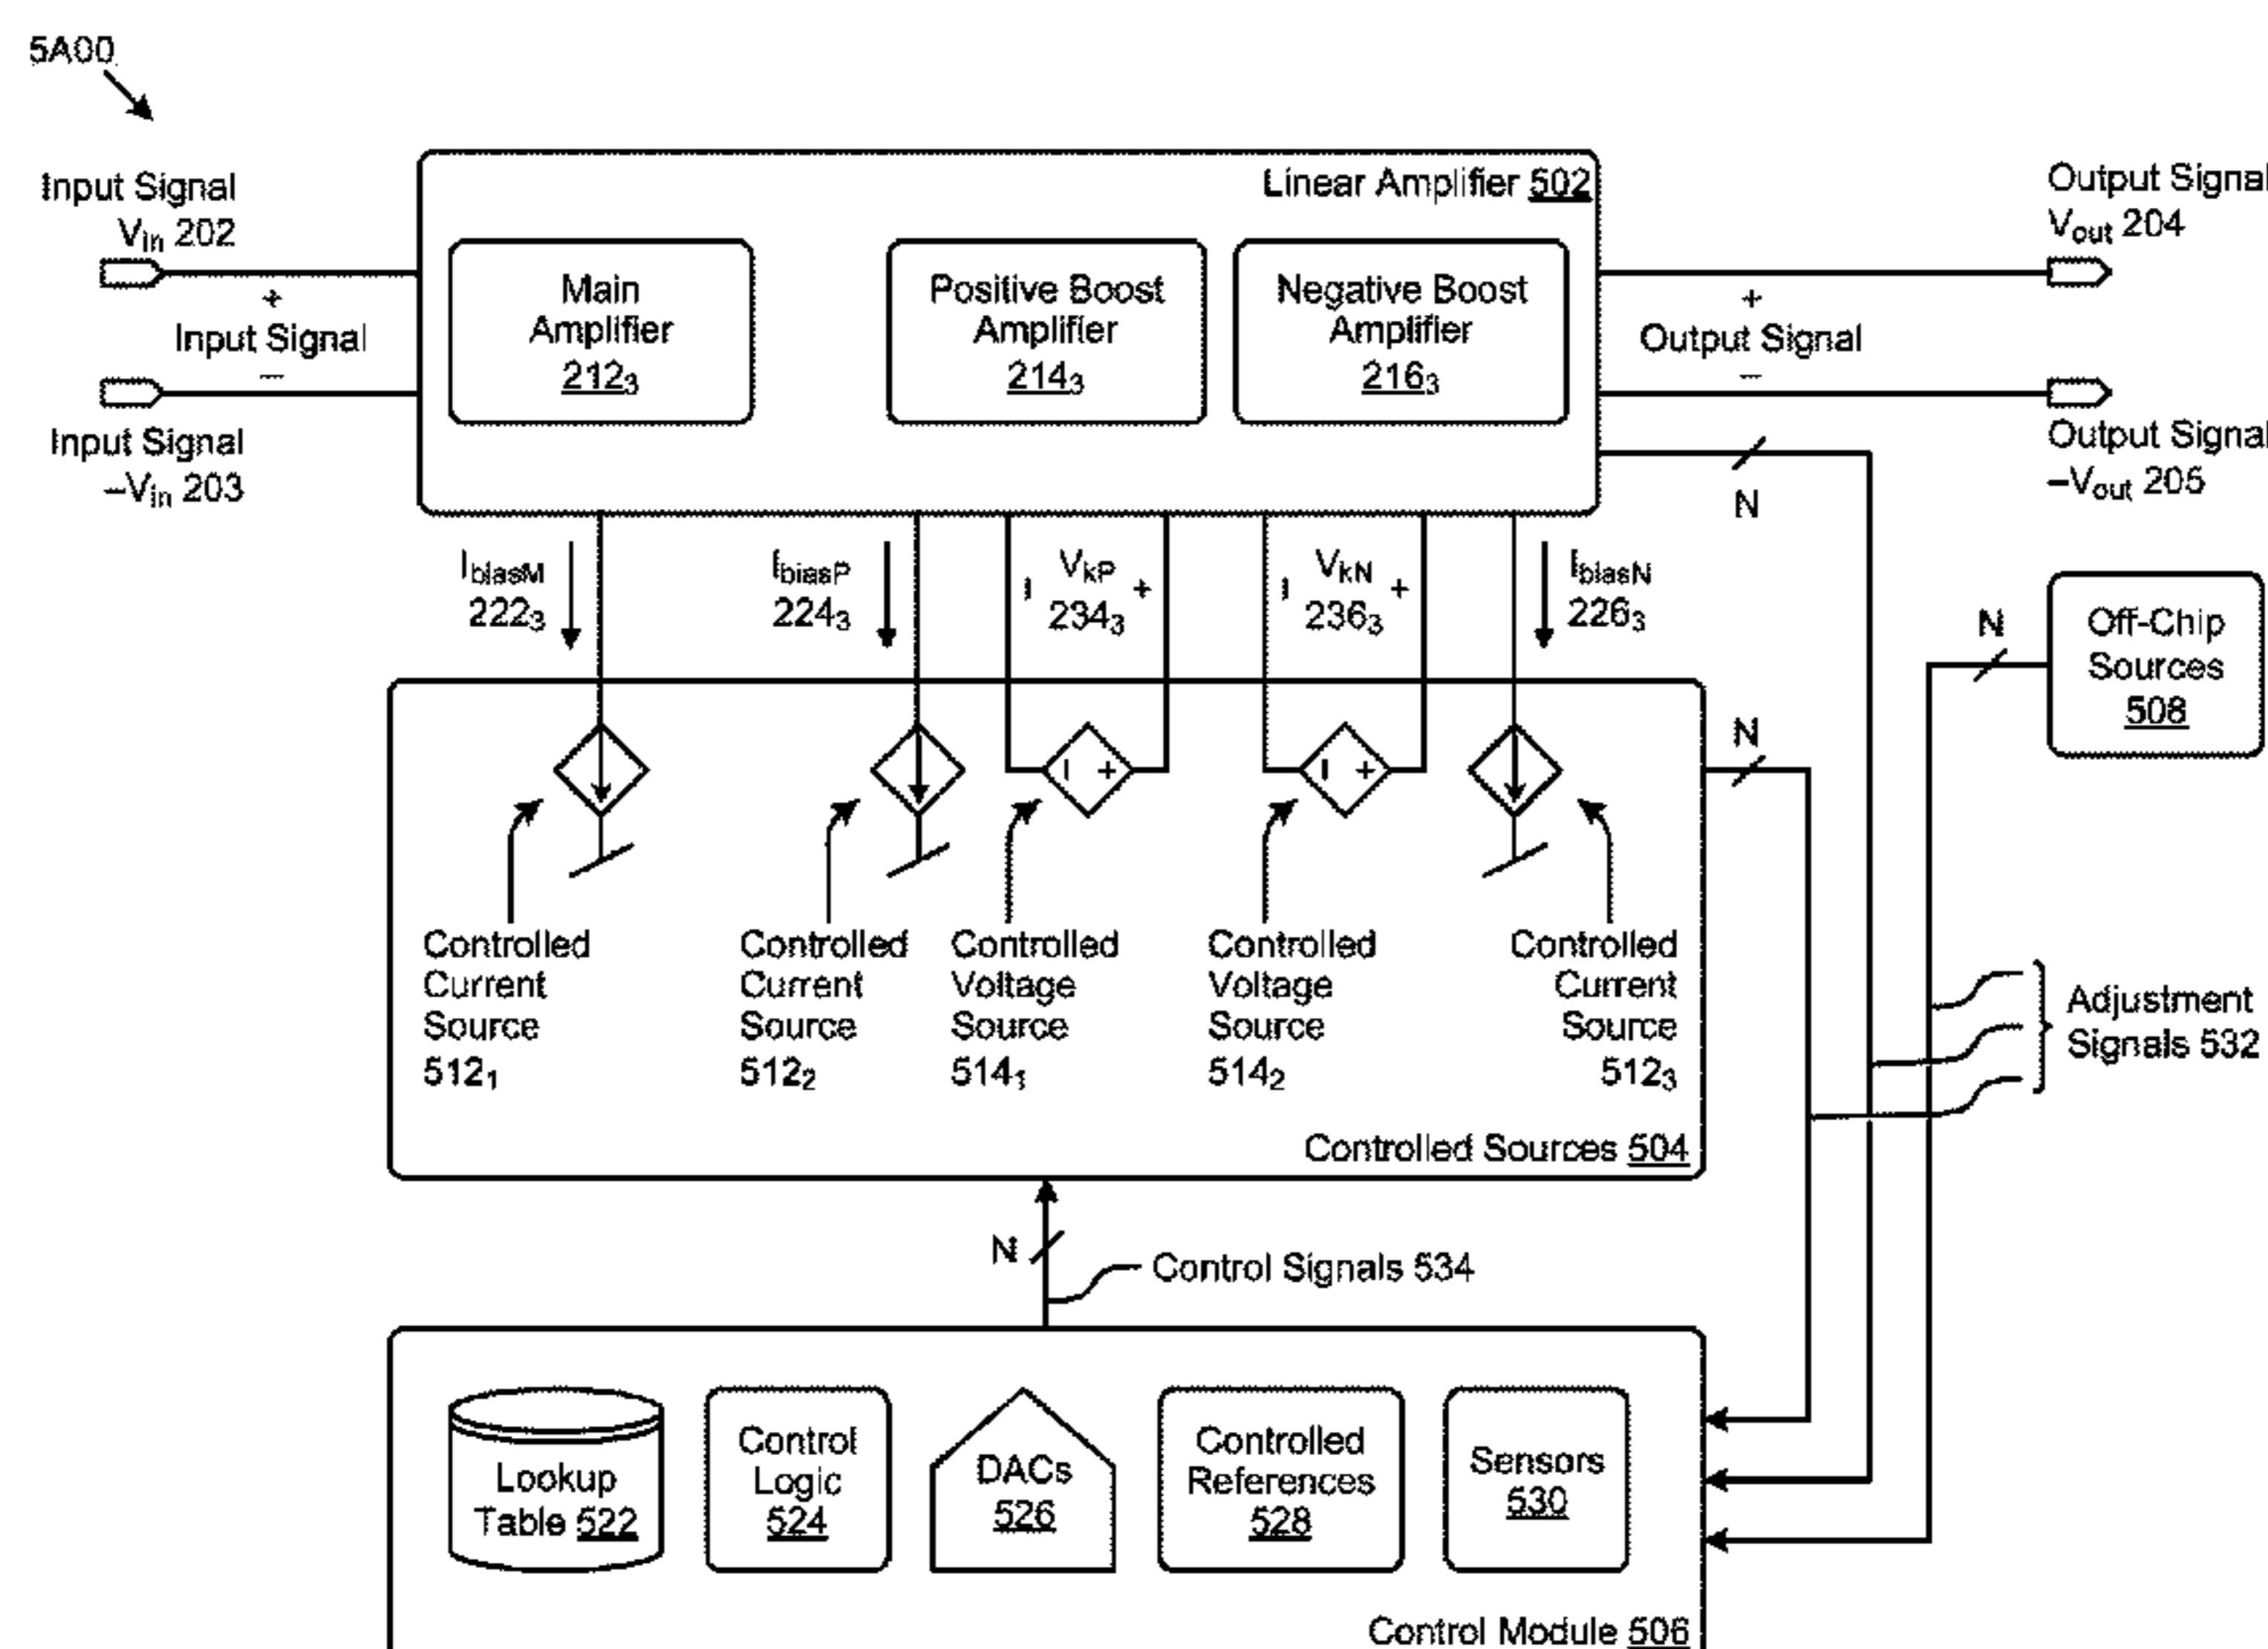 5A00
Input Signal
Vin 202
+
Input Signal
–
Input Signal
–Vin 203
Linear Amplifier 502
Main
Amplifier
212₃
Positive Boost
Amplifier
214₃
Negative Boost
Amplifier
216₃
Output Signal
Vout 204
+
Output Signal
–
Output Signal
–Vout 205
N
IbiasM
222₃
IbiasP
224₃
– VkP +
234₃
– VkN +
236₃
IbiasN
226₃
N
Off-Chip
Sources
508
N
– +
– +
Controlled
Current
Source
512₁
Controlled
Current
Source
512₂
Controlled
Voltage
Source
514₁
Controlled
Voltage
Source
514₂
Controlled
Current
Source
512₃
Controlled Sources 504
Adjustment
Signals 532
N
Control Signals 534
Lookup
Table 522
Control
Logic
524
DACs
526
Controlled
References
528
Sensors
530
Control Module 506